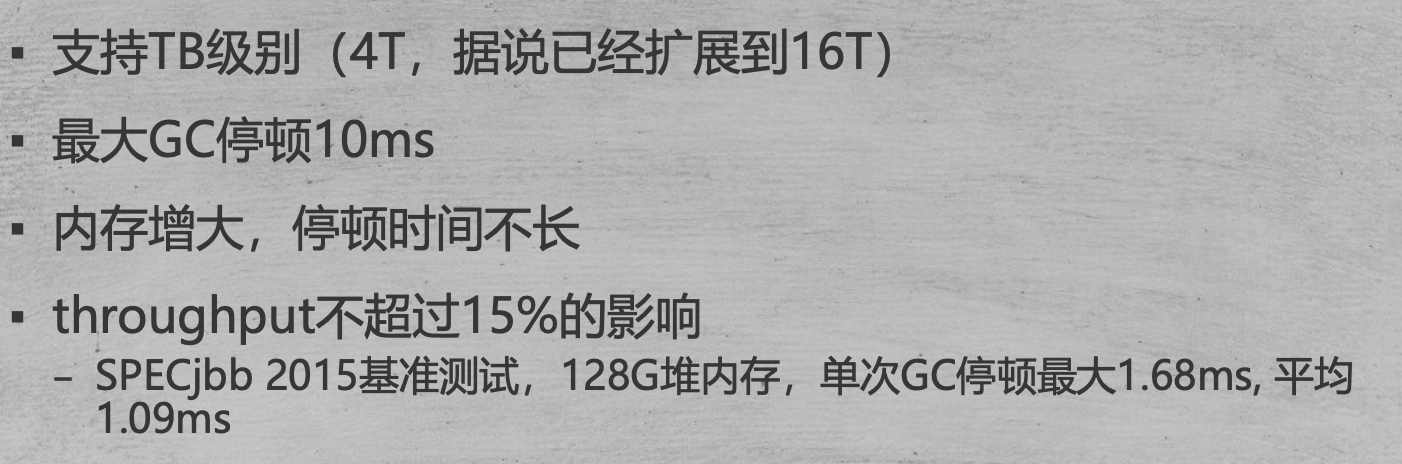 ▪ 支持TB级别（4T，据说已经扩展到16T）
▪ 最大GC停顿10ms
▪ 内存增大，停顿时间不长
▪ throughput不超过15%的影响
– SPECjbb 2015基准测试，128G堆内存，单次GC停顿最大1.68ms, 平均
1.09ms